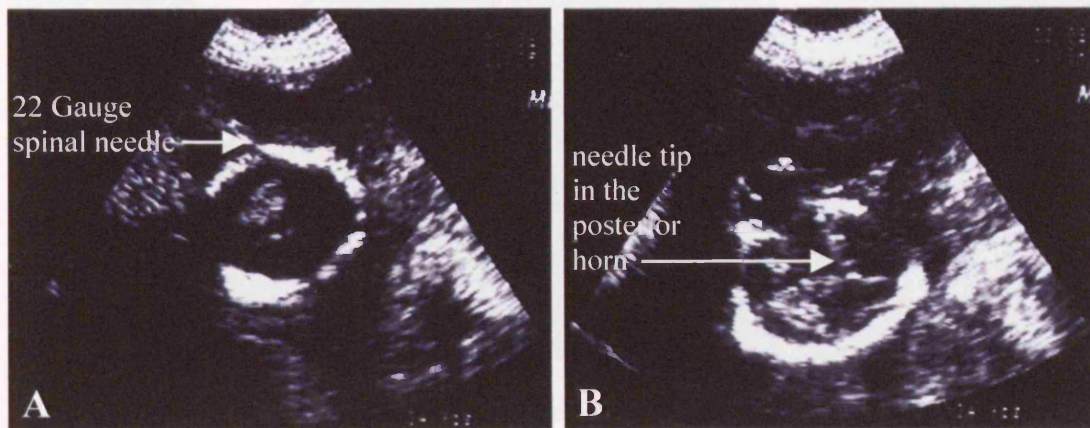 22 Gauge
spinal needle
A
needle tip
in the
posterior
horn
B